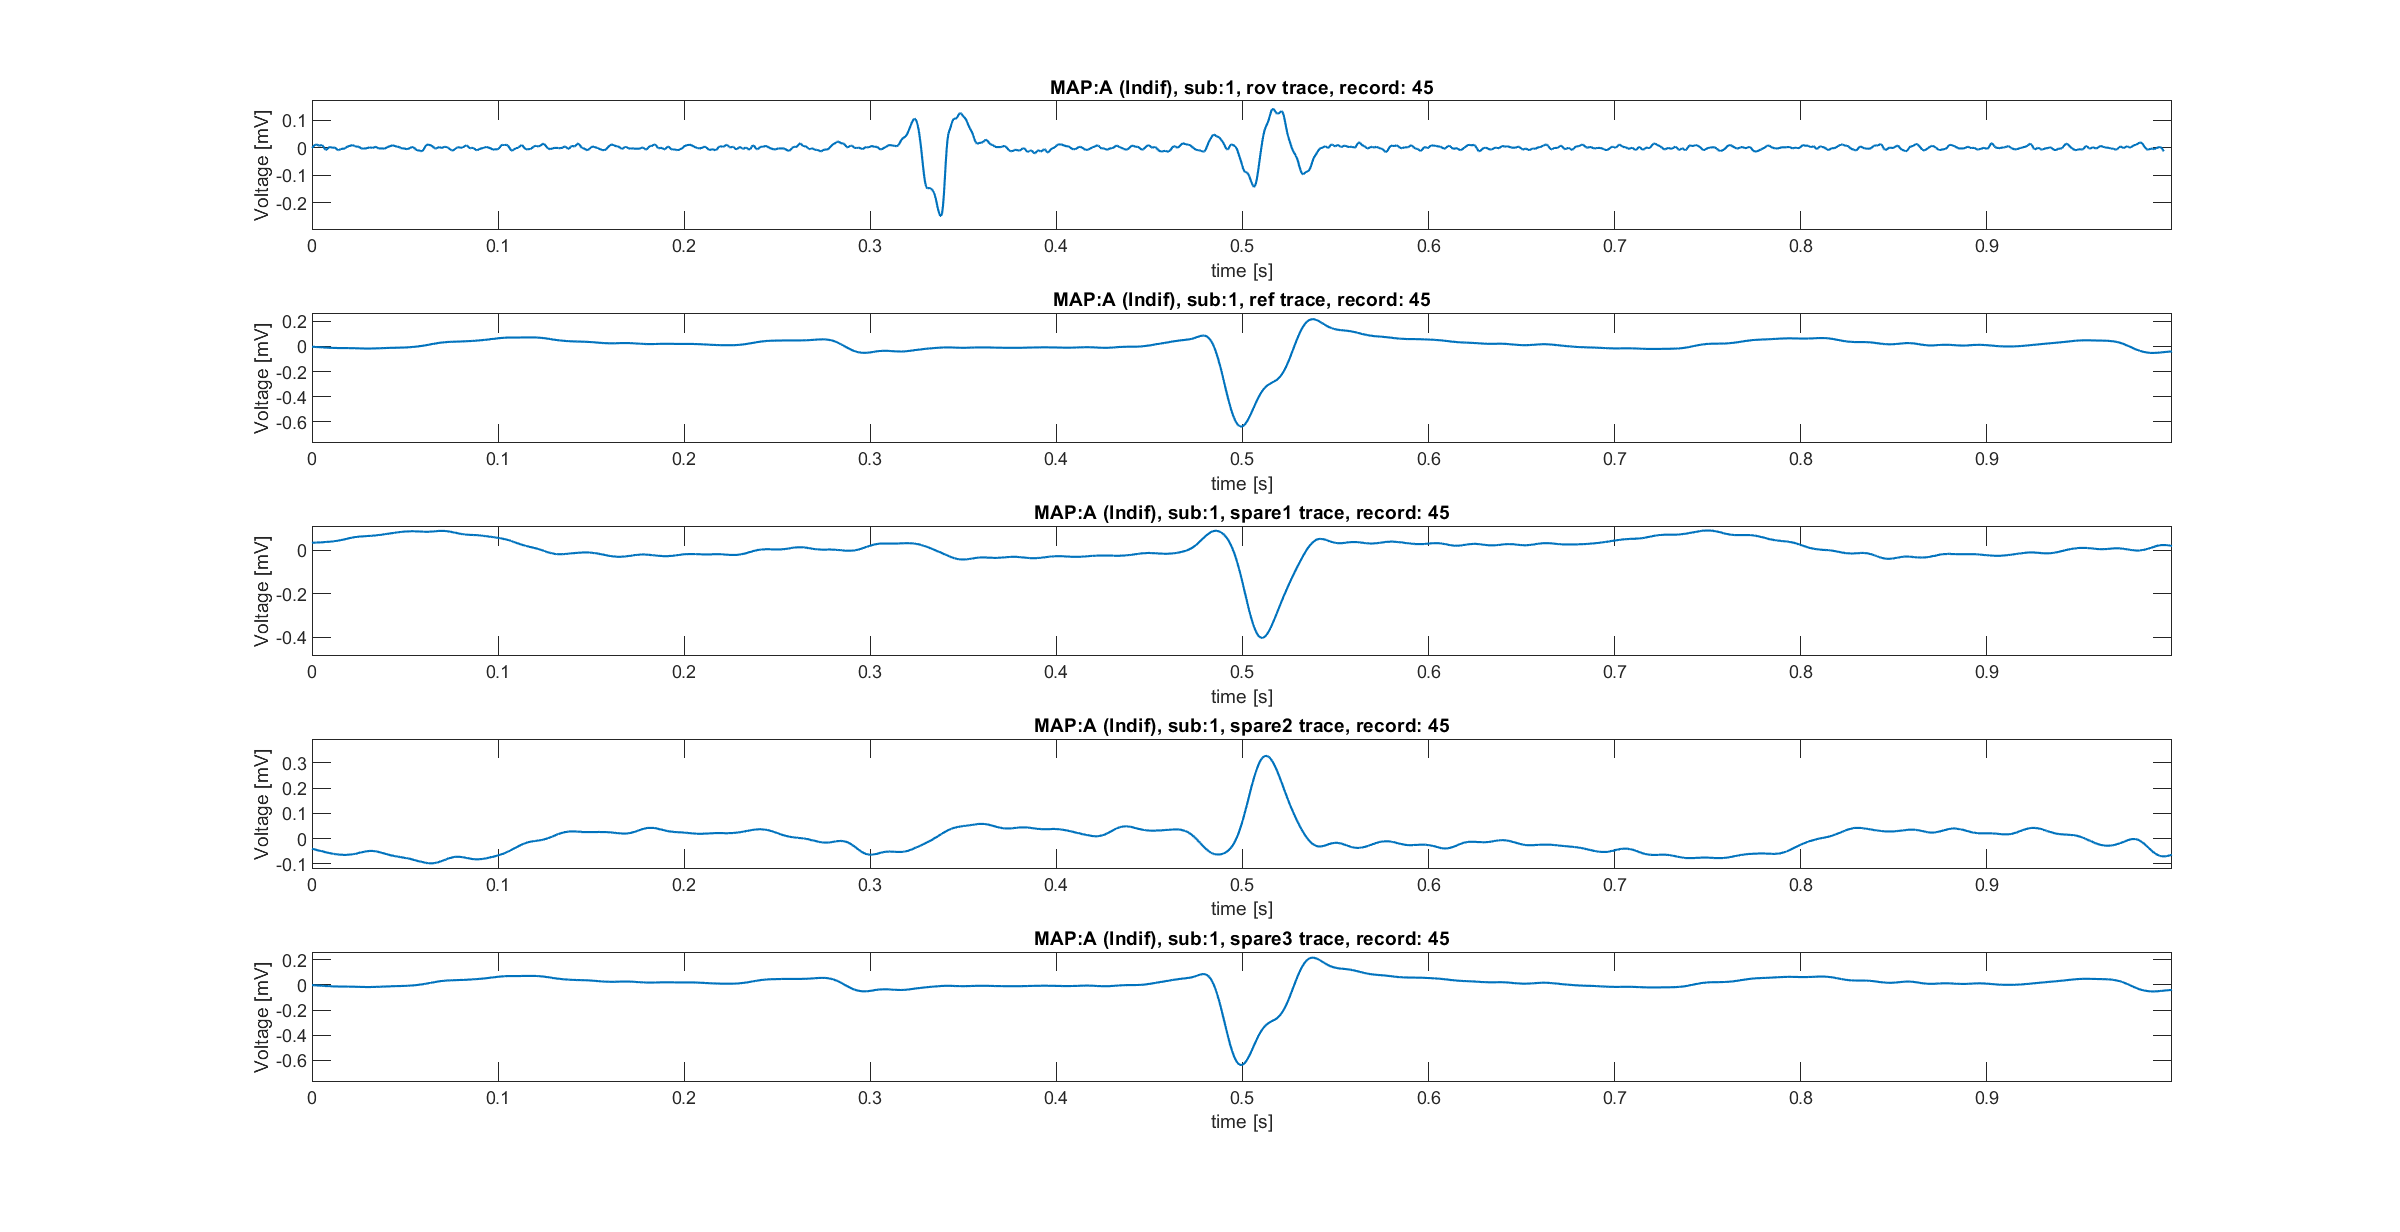 MAP:A (Indif), sub:1, rov trace, record: 45
Voltage [mV]
0.1
0
-0.1
-0.2
0 0.1 0.2 0.3 0.4 0.5 0.6 0.7 0.8 0.9
time [s]
MAP:A (Indif), sub:1, ref trace, record: 45
Voltage [mV]
0.2
0
-0.2
-0.4
-0.6
0 0.1 0.2 0.3 0.4 0.5 0.6 0.7 0.8 0.9
time [s]
MAP:A (Indif), sub:1, spare1 trace, record: 45
Voltage [mV]
0
-0.2
-0.4
0 0.1 0.2 0.3 0.4 0.5 0.6 0.7 0.8 0.9
time [s]
MAP:A (Indif), sub:1, spare2 trace, record: 45
Voltage [mV]
0.3
0.2
0.1
0
-0.1
0 0.1 0.2 0.3 0.4 0.5 0.6 0.7 0.8 0.9
time [s]
MAP:A (Indif), sub:1, spare3 trace, record: 45
Voltage [mV]
0.2
0
-0.2
-0.4
-0.6
0 0.1 0.2 0.3 0.4 0.5 0.6 0.7 0.8 0.9
time [s]